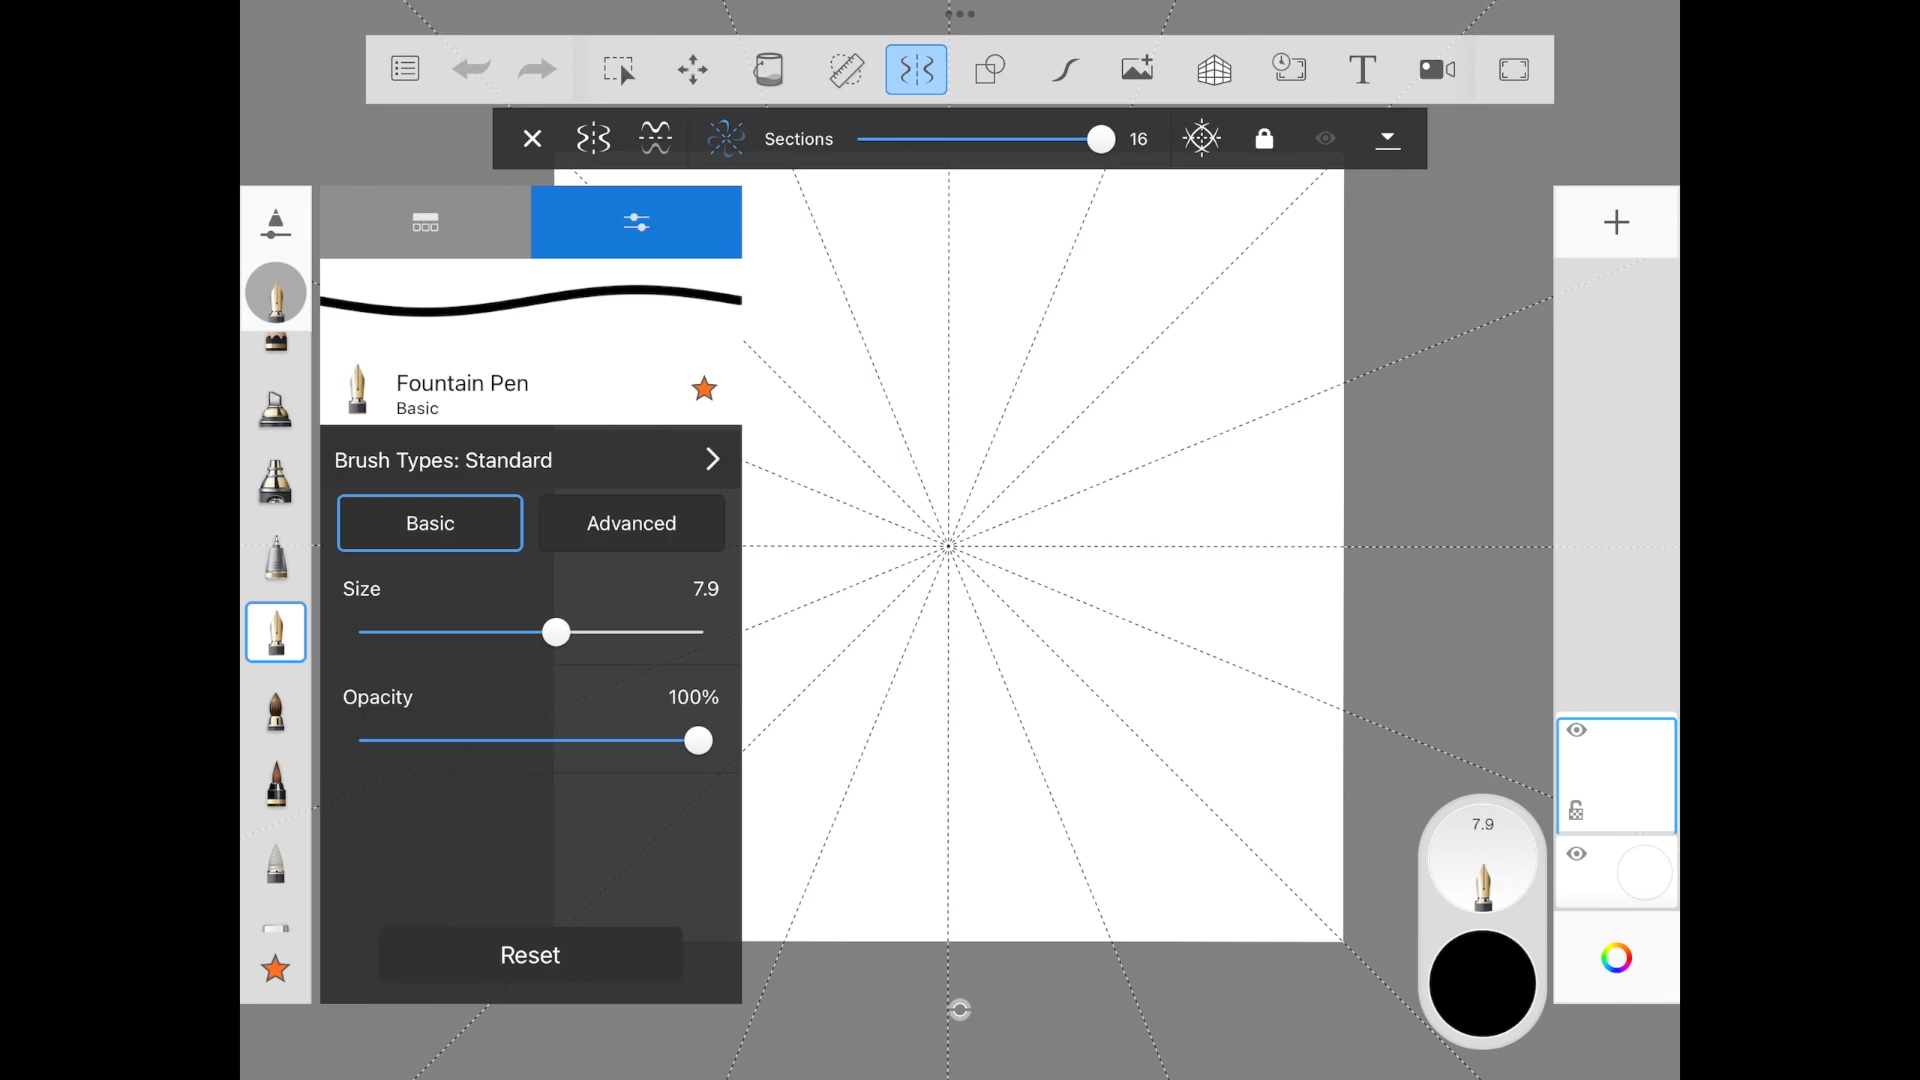 T
Sections 16
Fountain Pen
Basic
Brush Types: Standard
Basic Advanced
Size 7.9
Opacity 100%
7.9
Reset